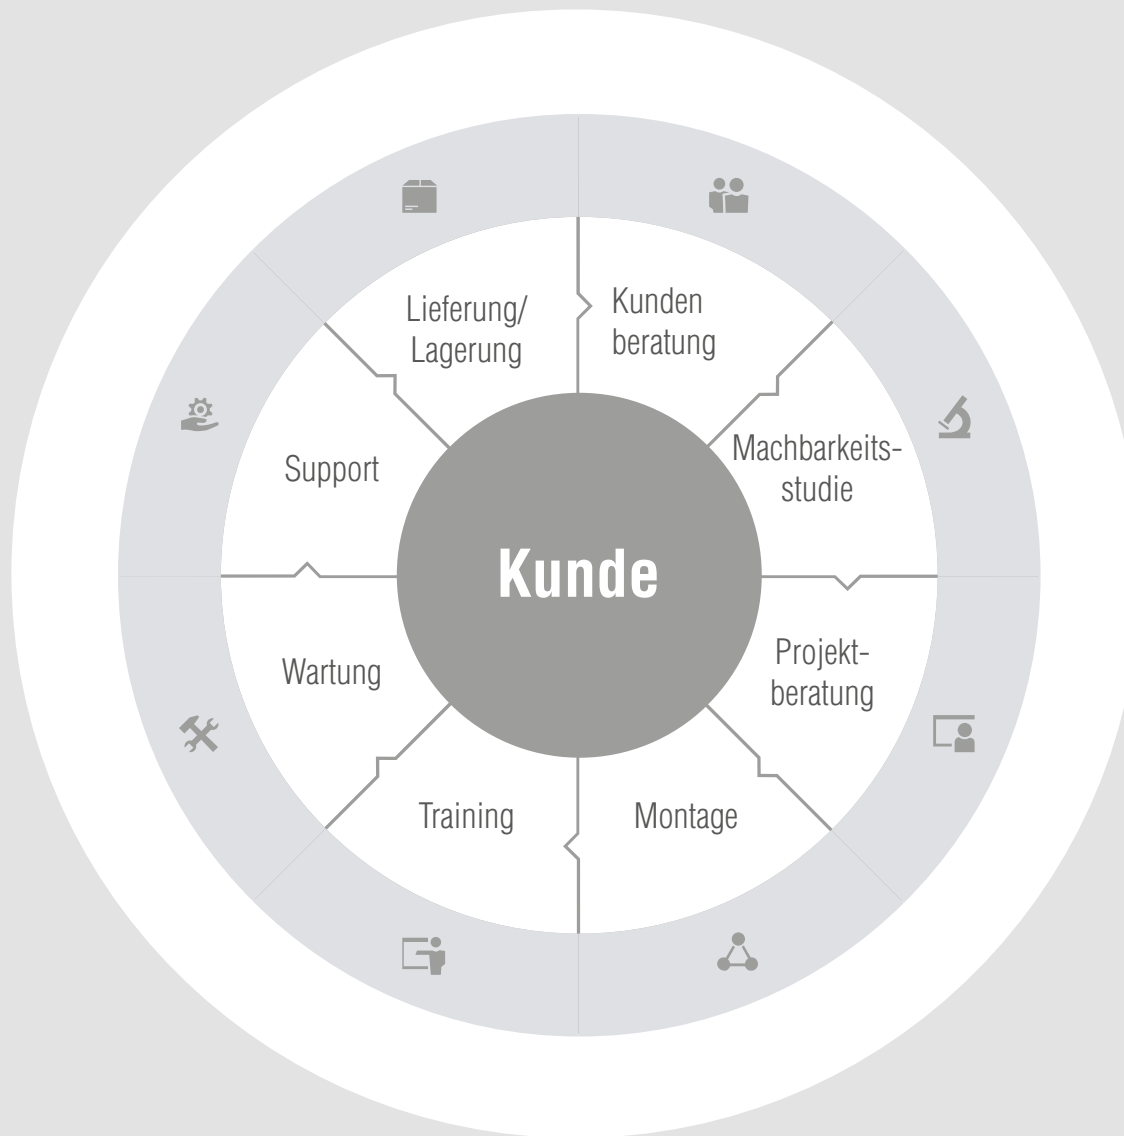 Lieferung/
Lagerung
Kunden
beratung
Machbarkeits-
studie
Support
Kunde
Projekt-
beratung
Wartung
Training
Montage